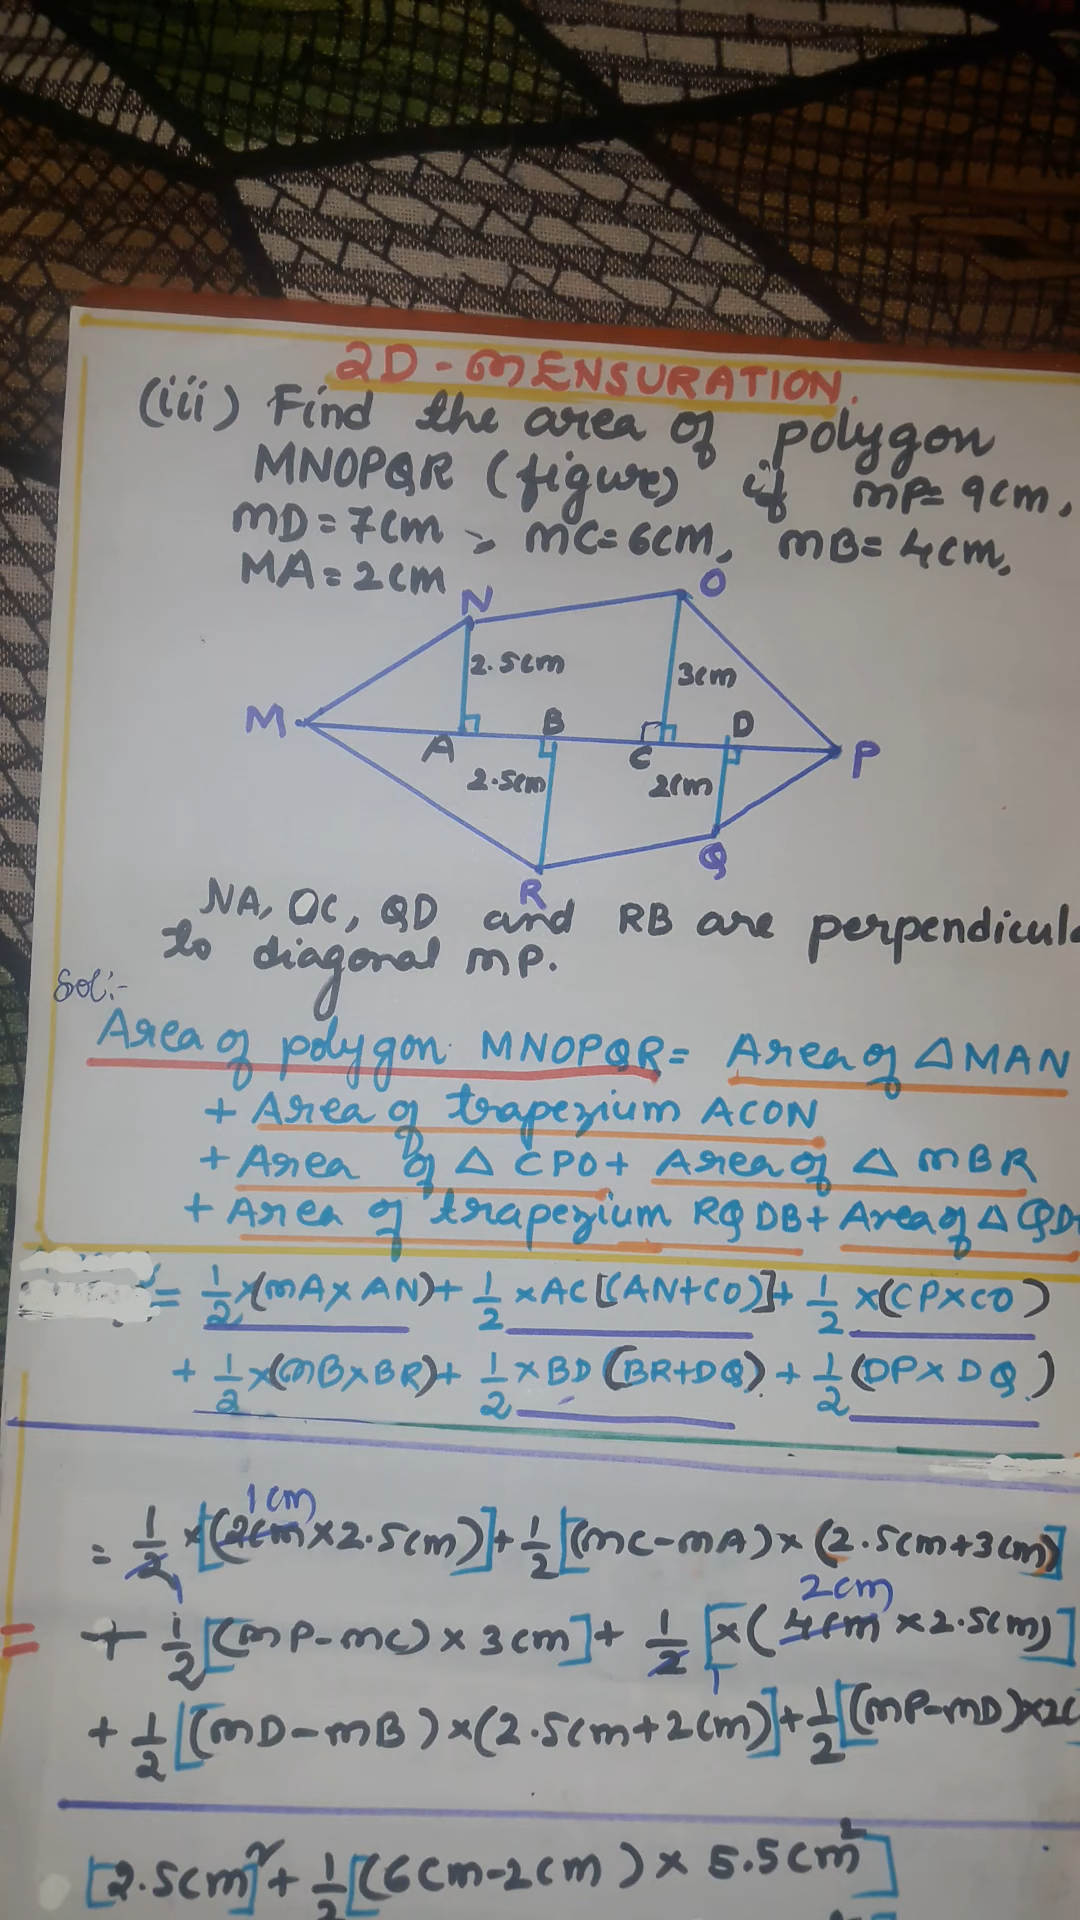 2D-MENSURATION.
(iii) Find the area of polygon
MNOPQR (figure) if MP= 9cm,
MD=7cm, MC=6cm, MB=4cm,
MA=2cm
N
O
2.5cm
3cm
M
A
B
C
D
P
2.5cm
2cm
Q
R
NA, OC, QD and RB are
to diagonal MP.
Sol:-
Area of polygon MNOPQR= Area of △MAN
+ Area of trapezium ACON
+ Area of △ CPO+ Area of △ MBR
+ Area of trapezium RQDB+ Area of △
= 1/2×(MA×AN)+ 1/2 ×AC[(AN+CO)]+ 1/2 ×(CP×CO)
+ 1/2×(MB×BR)+ 1/2×BD(BR+DQ)+ 1/2(DP×DQ)
1cm
= 1/2×[(2cm×2.5cm)]+1/2[(MC-MA)×(2.5cm+3cm)]
1
2cm
= + 1/2[(MP-MC)×3cm]+ 1/2[×(4cm×2.5cm)]
1
+ 1/2[(MD-MB)×(2.5cm+2cm)]+1/2[(MP-MD)×
[2.5cm]²+ 1/2[(6cm-2cm)× 5.5cm²]